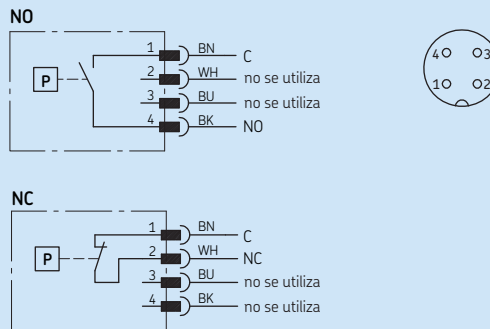 NO
P
1 BN C
2 WH no se utiliza
3 BU no se utiliza
4 BK NO
4 3
1 2
NC
P
1 BN C
2 WH NC
3 BU no se utiliza
4 BK no se utiliza